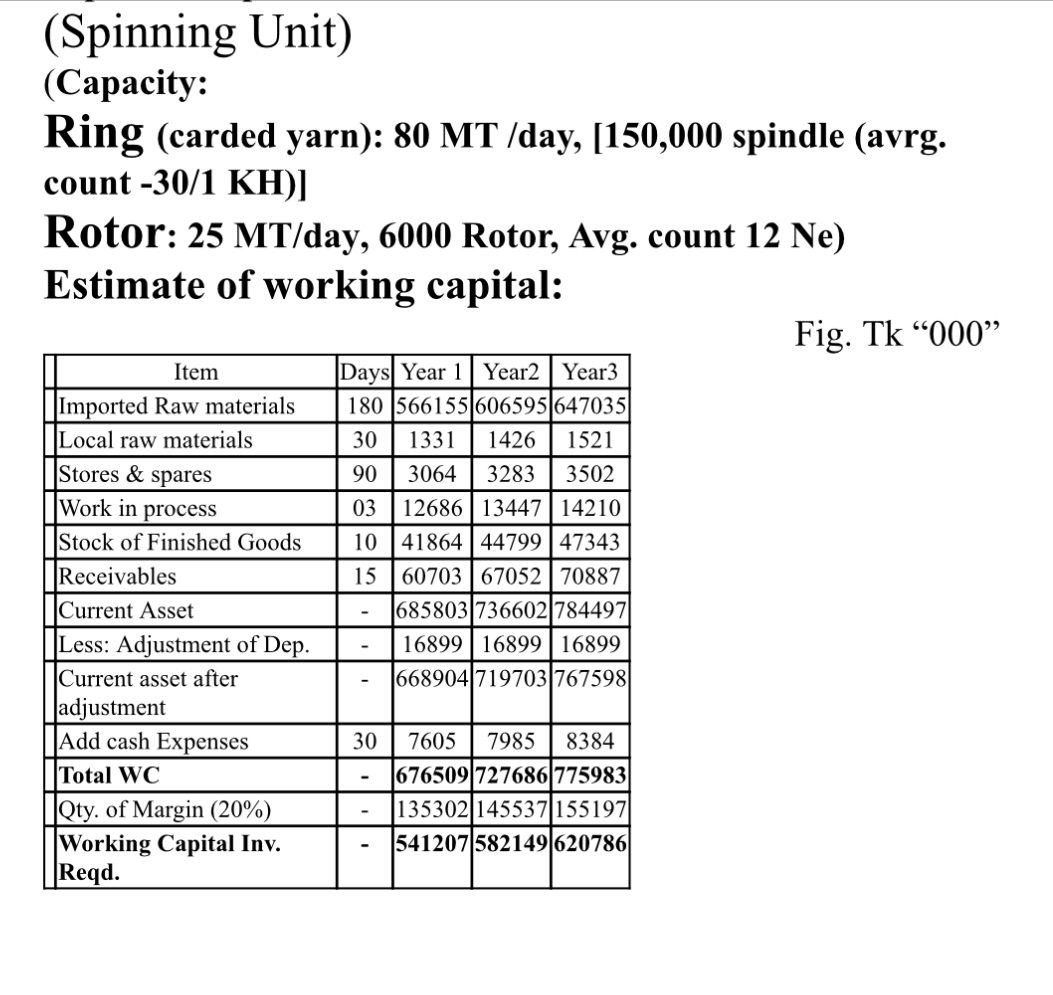 (Spinning Unit)
(Capacity:
Ring (carded yarn): 80 MT /day, [150,000 spindle (avrg.
count -30/1 KH)]
Rotor: 25 MT/day, 6000 Rotor, Avg. count 12 Ne)
Estimate of working capital:
Fig. Tk “000”
Item Days Year 1 Year2 Year3
Imported Raw materials 180 566155 606595 647035
Local raw materials 30 1331 1426 1521
Stores & spares 90 3064 3283 3502
Work in process 03 12686 13447 14210
Stock of Finished Goods 10 41864 44799 47343
Receivables 15 60703 67052 70887
Current Asset - 685803 736602 784497
Less: Adjustment of Dep. - 16899 16899 16899
Current asset after - 668904 719703 767598
adjustment
Add cash Expenses 30 7605 7985 8384
Total WC - 676509 727686 775983
Qty. of Margin (20%) - 135302 145537 155197
Working Capital Inv. - 541207 582149 620786
Reqd.